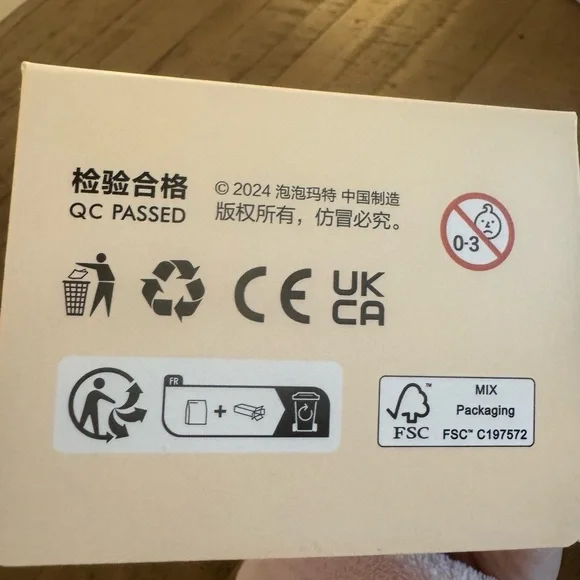 检验合格
QC PASSED
© 2024 泡泡玛特 中国制造
版权所有，仿冒必究。
0-3
CE
UK
CA
FR
+
FSC™
MIX
Packaging
FSC™ C197572